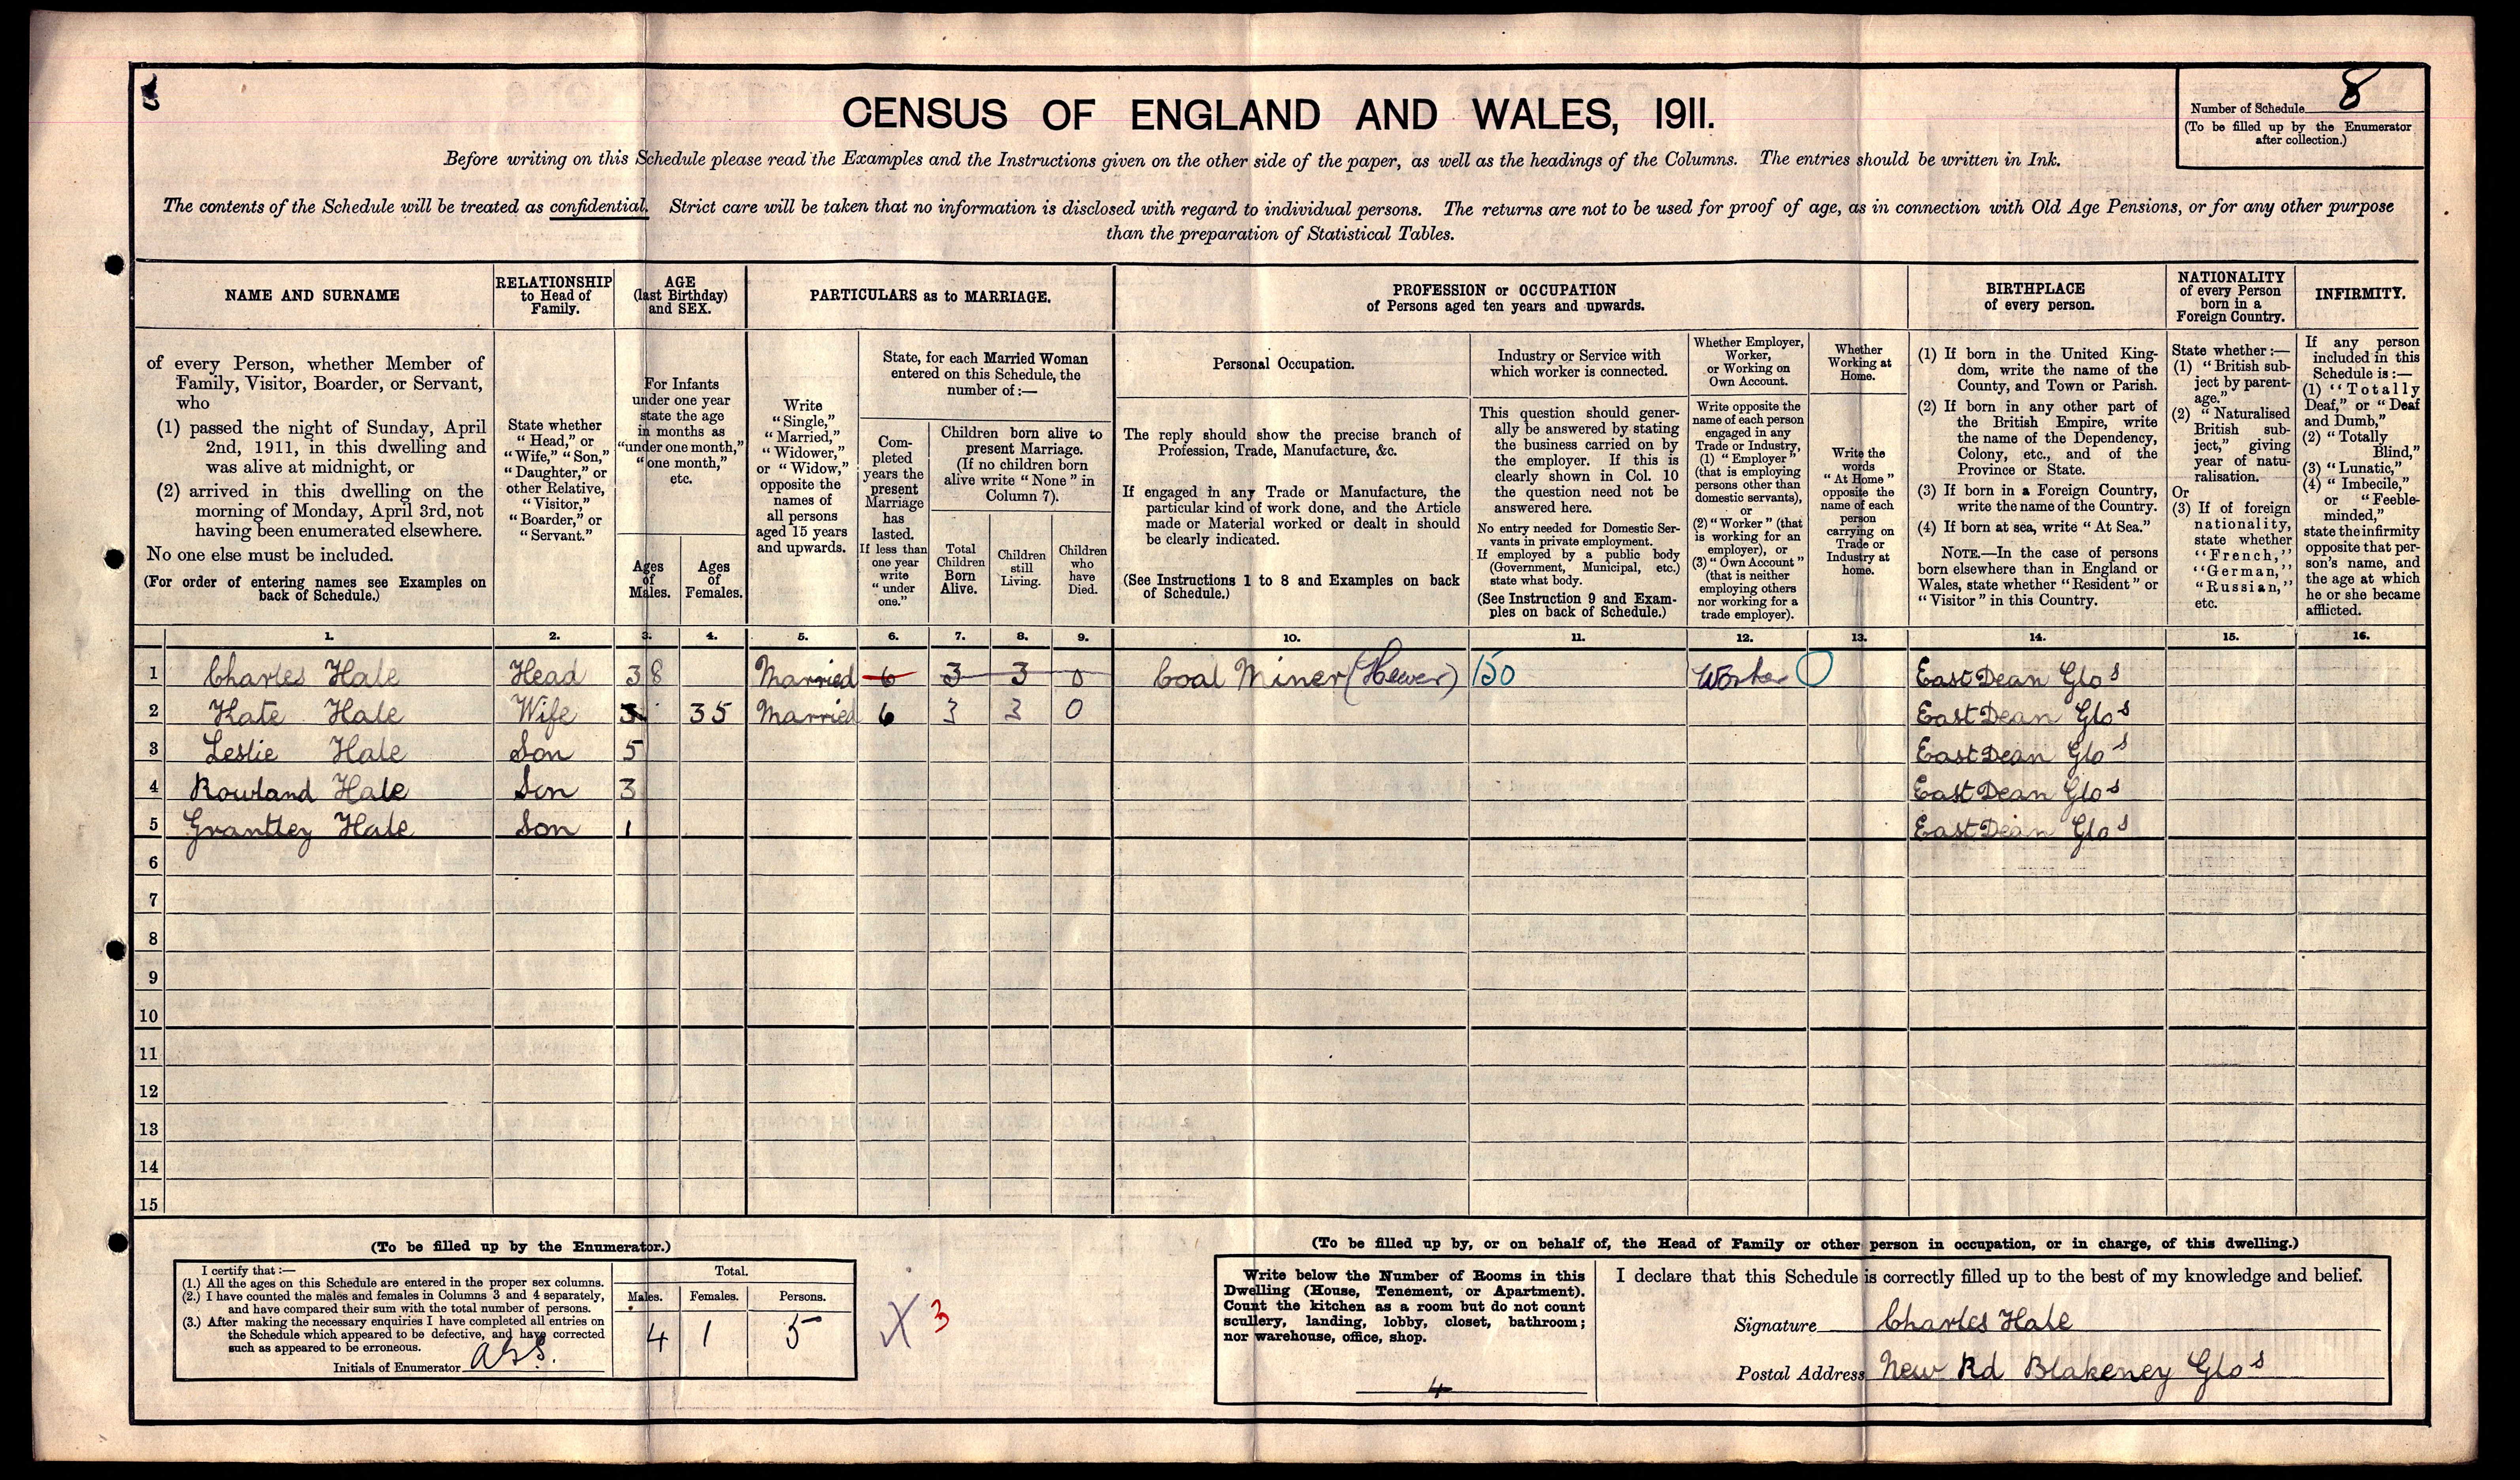 Number of Schedule 8
(To be filled up by the Enumerator
after collection.)
CENSUS OF ENGLAND AND WALES, 1911.
Before writing on this Schedule please read the Examples and the Instructions given on the other side of the paper, as well as the headings of the Columns. The entries should be written in Ink.
The contents of the Schedule will be treated as confidential. Strict care will be taken that no information is disclosed with regard to individual persons. The returns are not to be used for proof of age, as in connection with Old Age Pensions, or for any other purpose
than the preparation of Statistical Tables.
NAME AND SURNAME
of every Person, whether Member of
Family, Visitor, Boarder, or Servant,
who
(1) passed the night of Sunday, April
2nd, 1911, in this dwelling and
was alive at midnight, or
(2) arrived in this dwelling on the
morning of Monday, April 3rd, not
having been enumerated elsewhere.
No one else must be included.
(For order of entering names see Examples on
back of Schedule.)
RELATIONSHIP
to Head of
Family.
State whether
"Head," or
"Wife," "Son,"
"Daughter," or
other Relative,
"Visitor,"
"Boarder," or
"Servant."
AGE
(last Birthday)
and SEX.
For Infants
under one year
state the age
in months as
"under one month,"
"one month,"
etc.
Ages
of
Males.
Ages
of
Females.
PARTICULARS as to MARRIAGE.
Write
"Single,"
"Married,"
"Widower,"
or "Widow,"
opposite the
names of
all persons
aged 15 years
and upwards.
State, for each Married Woman
entered on this Schedule, the
number of:—
Com-
pleted
years the
present
Marriage
has
lasted.
If less than
one year
write
"under
one."
Children born alive to
present Marriage.
(If no children born
alive write "None" in
Column 7).
Total
Children
Born
Alive.
Children
still
Living.
Children
who
have
Died.
PROFESSION or OCCUPATION
of Persons aged ten years and upwards.
Personal Occupation.
The reply should show the precise branch of
Profession, Trade, Manufacture, &c.
If engaged in any Trade or Manufacture, the
particular kind of work done, and the Article
made or Material worked or dealt in should
be clearly indicated.
(See Instructions 1 to 8 and Examples on back
of Schedule.)
Industry or Service with
which worker is connected.
This question should gener-
ally be answered by stating
the business carried on by
the employer. If this is
clearly shown in Col. 10
the question need not be
answered here.
No entry needed for Domestic Ser-
vants in private employment.
If employed by a public body
(Government, Municipal, etc.)
state what body.
(See Instruction 9 and Exam-
ples on back of Schedule.)
Whether Employer,
Worker,
or Working on
Own Account.
Write opposite the
name of each person
engaged in any
Trade or Industry,
(1) "Employer"
(that is employing
persons other than
domestic servants),
or
(2) "Worker" (that
is working for an
employer), or
(3) "Own Account"
(that is neither
employing others
nor working for a
trade employer).
Whether
Working at
Home.
Write the
words
"At Home"
opposite the
name of each
person
carrying on
Trade or
Industry at
home.
BIRTHPLACE
of every person.
(1) If born in the United King-
dom, write the name of the
County, and Town or Parish.
(2) If born in any other part of
the British Empire, write
the name of the Dependency,
Colony, etc., and of the
Province or State.
(3) If born in a Foreign Country,
write the name of the Country.
(4) If born at sea, write "At Sea."
NOTE.—In the case of persons
born elsewhere than in England or
Wales, state whether "Resident" or
"Visitor" in this Country.
NATIONALITY
of every Person
born in a
Foreign Country.
State whether:—
(1) "British sub-
ject by parent-
age."
(2) "Naturalised
British sub-
ject," giving
year of natu-
ralisation.
Or
(3) If of foreign
nationality,
state whether
"French,"
"German,"
"Russian,"
etc.
INFIRMITY.
If any person
included in this
Schedule is:—
(1) "Totally
Deaf," or "Deaf
and Dumb,"
(2) "Totally
Blind,"
(3) "Lunatic,"
(4) "Imbecile,"
or "Feeble-
minded,"
state the infirmity
opposite that per-
son's name, and
the age at which
he or she became
afflicted.
1. 2. 3. 4. 5. 6. 7. 8. 9. 10. 11. 12. 13. 14. 15. 16.
1 Charles Hale Head 38 Married 6 3 3 0 Coal Miner (Hewer) 150 Worker East Dean Glos
2 Kate Hale Wife 35 Married 6 3 3 0 East Dean Glos
3 Leslie Hale Son 5 East Dean Glos
4 Rowland Hale Son 3 East Dean Glos
5 Grantley Hale Son 1 East Dean Glos
6
7
8
9
10
11
12
13
14
15
(To be filled up by the Enumerator.)
I certify that:—
(1.) All the ages on this Schedule are entered in the proper sex columns.
(2.) I have counted the males and females in Columns 3 and 4 separately,
and have compared their sum with the total number of persons.
(3.) After making the necessary enquiries I have completed all entries on
the Schedule which appeared to be defective, and have corrected
such as appeared to be erroneous.
Initials of Enumerator
Total.
Males. Females. Persons.
4 1 5
X 3
(To be filled up by, or on behalf of, the Head of Family or other person in occupation, or in charge, of this dwelling.)
Write below the Number of Rooms in this
Dwelling (House, Tenement, or Apartment).
Count the kitchen as a room but do not count
scullery, landing, lobby, closet, bathroom;
nor warehouse, office, shop.
4
I declare that this Schedule is correctly filled up to the best of my knowledge and belief.
Signature Charles Hale
Postal Address New Rd Blakeney Glos